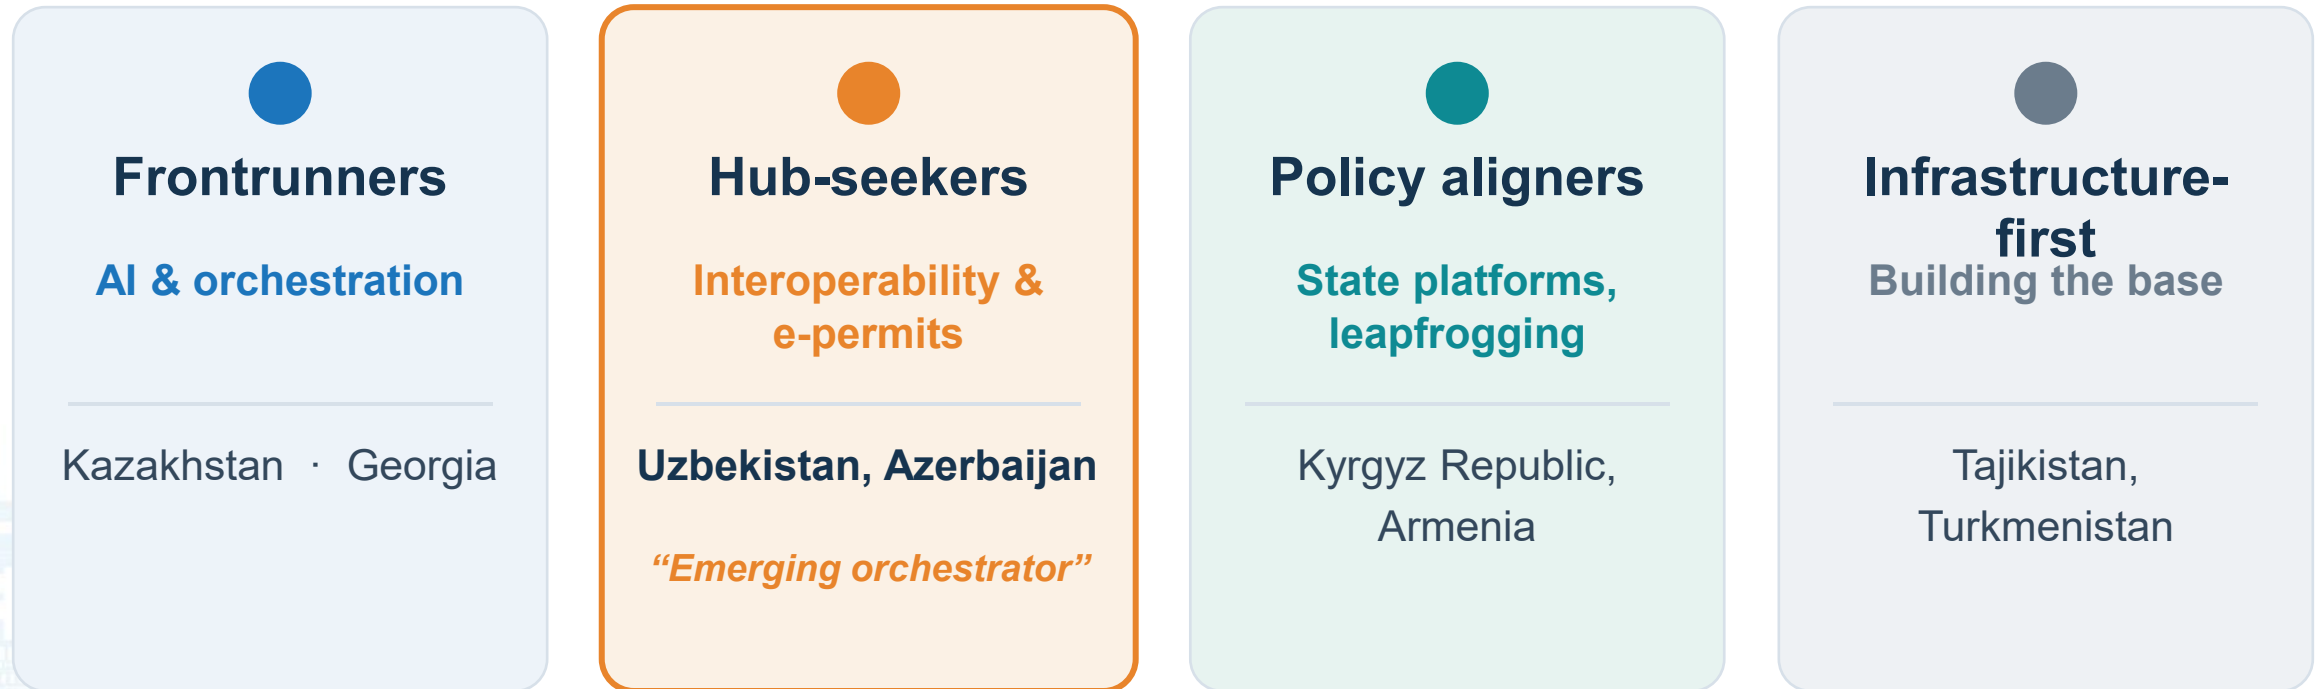 Frontrunners
AI & orchestration
Kazakhstan · Georgia
Hub-seekers
Interoperability &
e-permits
Uzbekistan, Azerbaijan
“Emerging orchestrator”
Policy aligners
State platforms,
leapfrogging
Kyrgyz Republic,
Armenia
Infrastructure-
first
Building the base
Tajikistan,
Turkmenistan